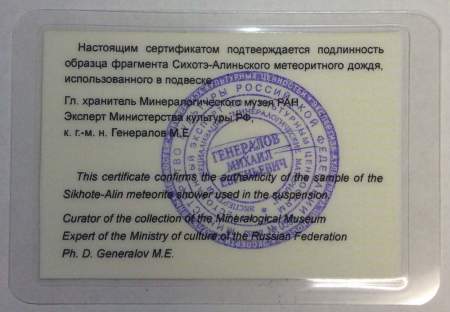 Настоящим сертификатом подтверждается подлинность
образца фрагмента Сихотэ-Алиньского метеоритного дождя,
использованного в подвеске
Гл. хранитель Минералогического музея РАН,
Эксперт Министерства культуры РФ,
к. г.-м. н. Генералов М.Е
ГЕНЕРАЛОВ
МИХАИЛ
ЕВГЕНЬЕВИЧ
This certificate confirms the authenticity of the sample of the
Sikhote-Alin meteorite shower used in the suspension
Curator of the collection of the Mineralogical Museum
Expert of the Ministry of culture of the Russian Federation
Ph. D. Generalov M.E.